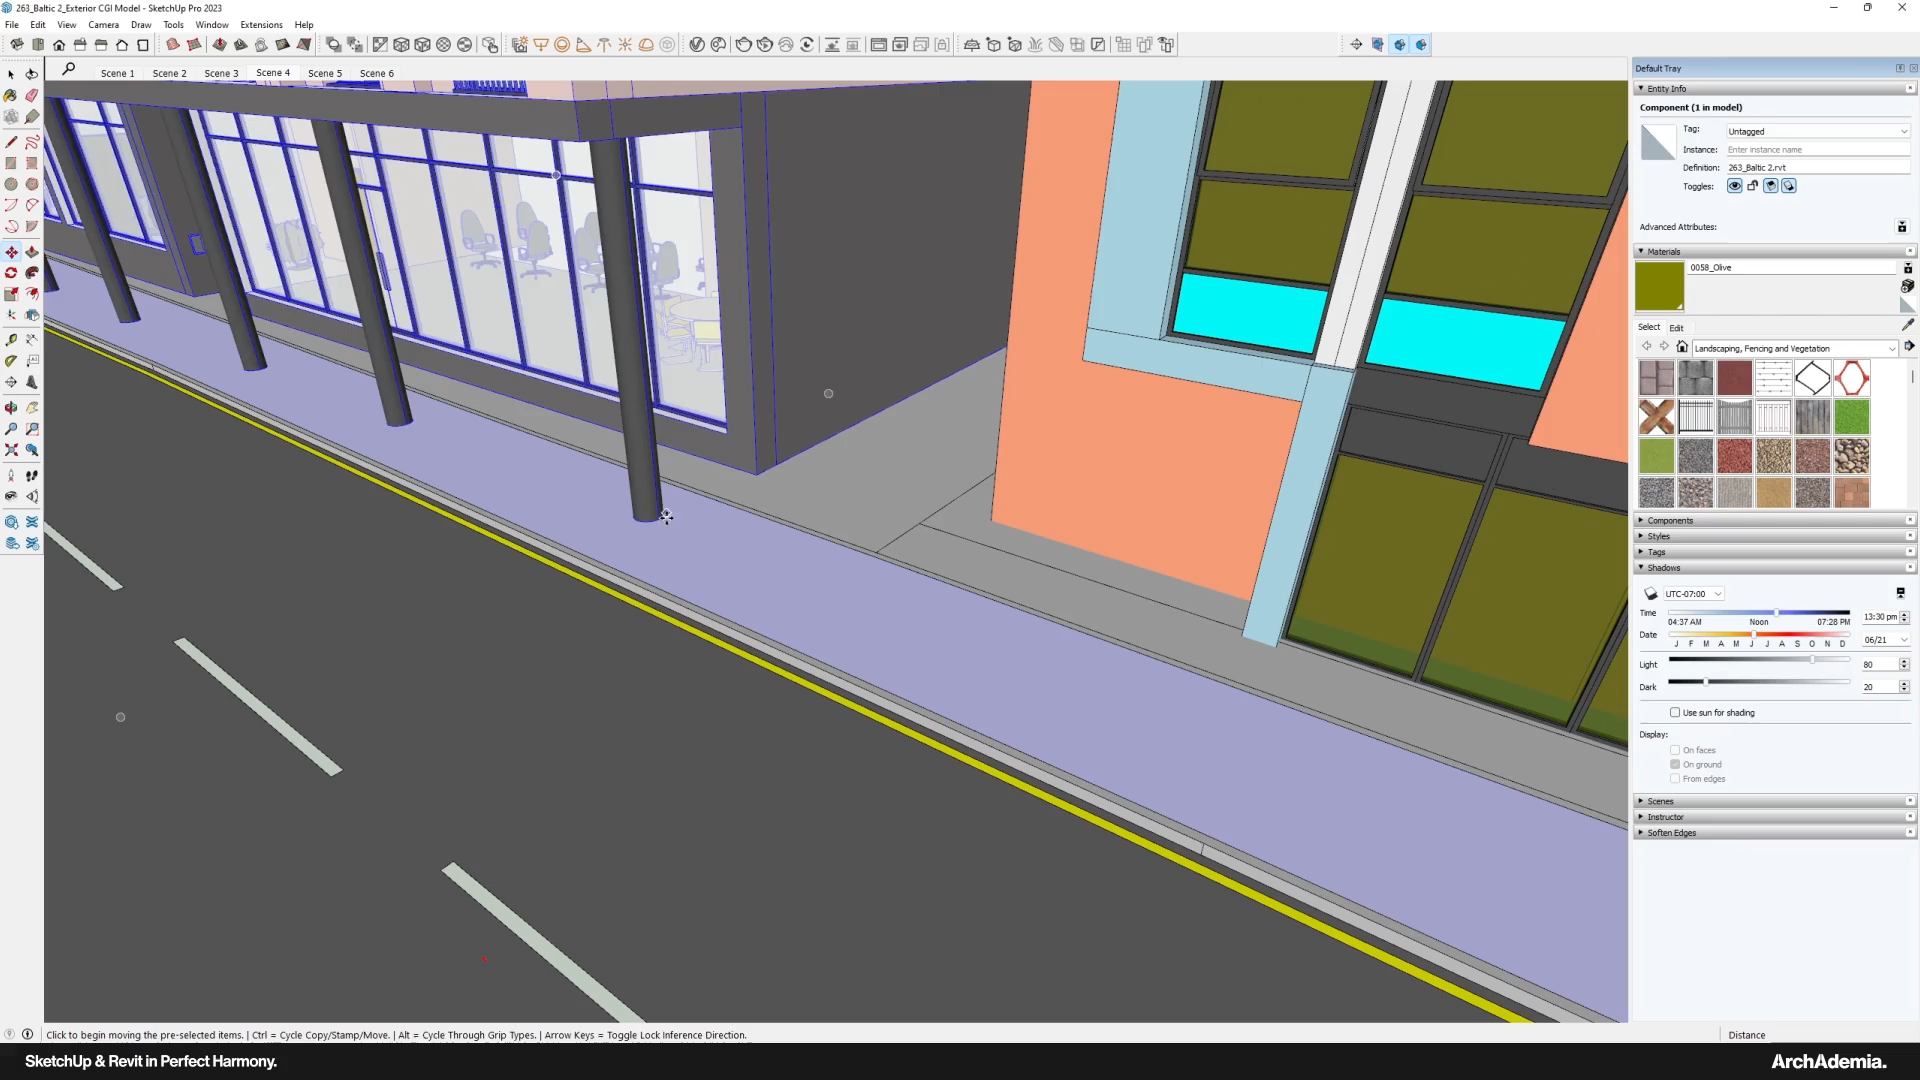 263_Baltic 2_Exterior CGI Model - SketchUp Pro 2023
File Edit View Camera Draw Tools Window Extensions Help
Scene 1 Scene 2 Scene 3 Scene 4 Scene 5 Scene 6
Default Tray
Entity Info
Component (1 in model)
Tag: Untagged
Instance: Enter instance name
Definition: 263_Baltic 2.rvt
Toggles:
Advanced Attributes:
Materials
0058_Olive
Select Edit
Landscaping, Fencing and Vegetation
Components
Styles
Tags
Shadows
UTC-07:00
Time 13:30 pm
04:37 AM Noon 07:28 PM
Date 06/21
J F M A M J J A S O N D
Light 80
Dark 20
Use sun for shading
Display:
On faces
On ground
From edges
Scenes
Instructor
Soften Edges
Click to begin moving the pre-selected items. | Ctrl = Cycle Copy/Stamp/Move. | Alt = Cycle Through Grip Types. | Arrow Keys = Toggle Lock Inference Direction.
Distance
SketchUp & Revit in Perfect Harmony.
ArchAdemia.